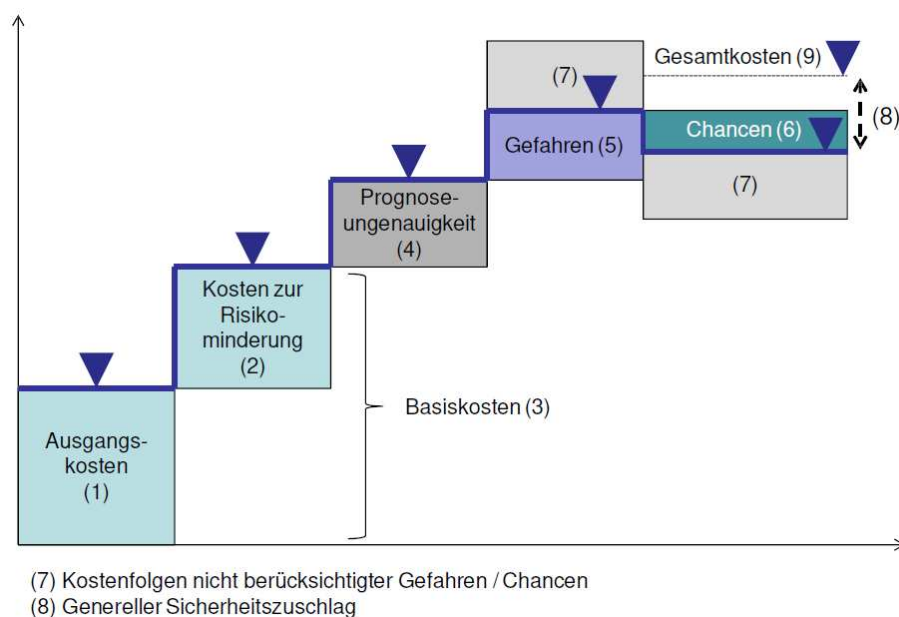 (7)
Gesamtkosten (9)
Gefahren (5)
Chancen (6)
(8)
(7)
Prognose-
ungenauigkeit
(4)
Kosten zur
Risiko-
minderung
(2)
Basiskosten (3)
Ausgangs-
kosten
(1)
(7) Kostenfolgen nicht berücksichtigter Gefahren / Chancen
(8) Genereller Sicherheitszuschlag